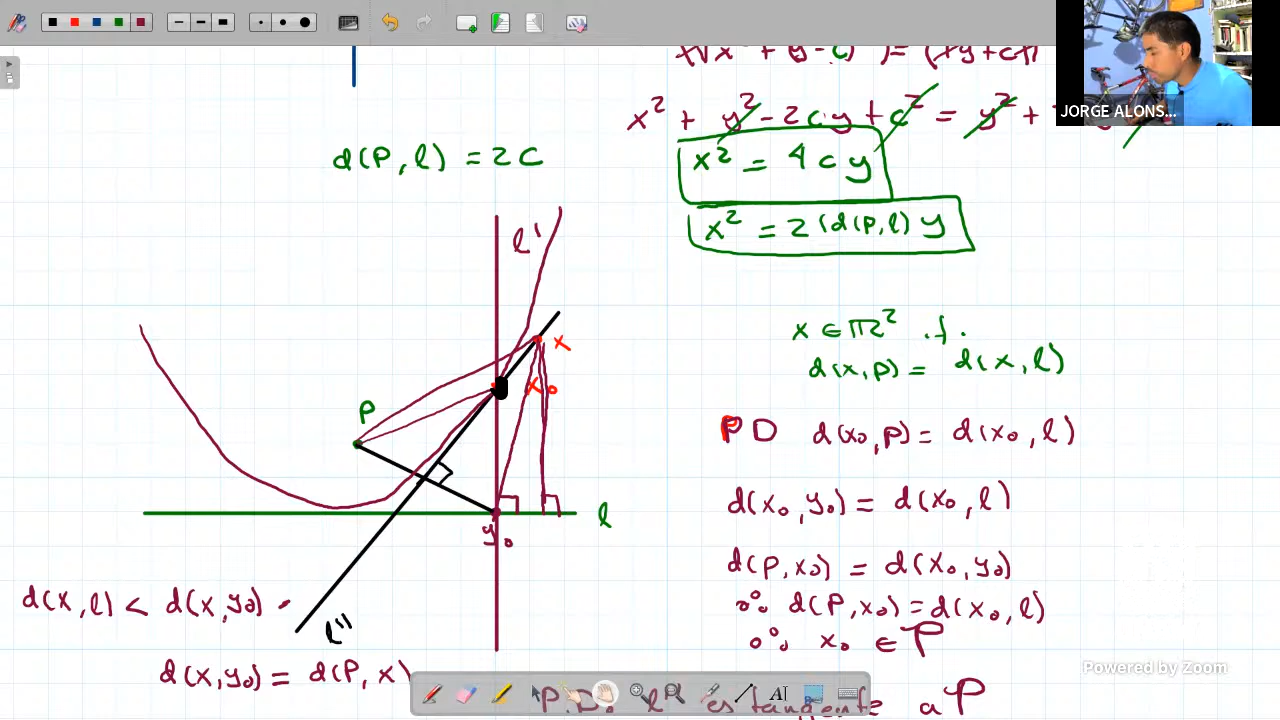 JORGE ALONS...
x² + y² - 2cy + c² = y² +
d(P, l) = 2C
x² = 4cy
x² = 2(d(P,l) y
l'
x ∈ ℝ² .f.
d(x,p) = d(x, l)
x
x₀
P
PD d(x₀,p) = d(x₀, l)
d(x₀, y₀) = d(x₀, l)
l
y₀
d(P, x₀) = d(x₀, y₀)
d(x,l) < d(x,y₀)
∴ d(P,x₀) = d(x₀,l)
l''
∴ x₀ ∈ P
d(x,y₀) = d(P, x)
Powered by Zoom
P.D. l'' es tangente a P